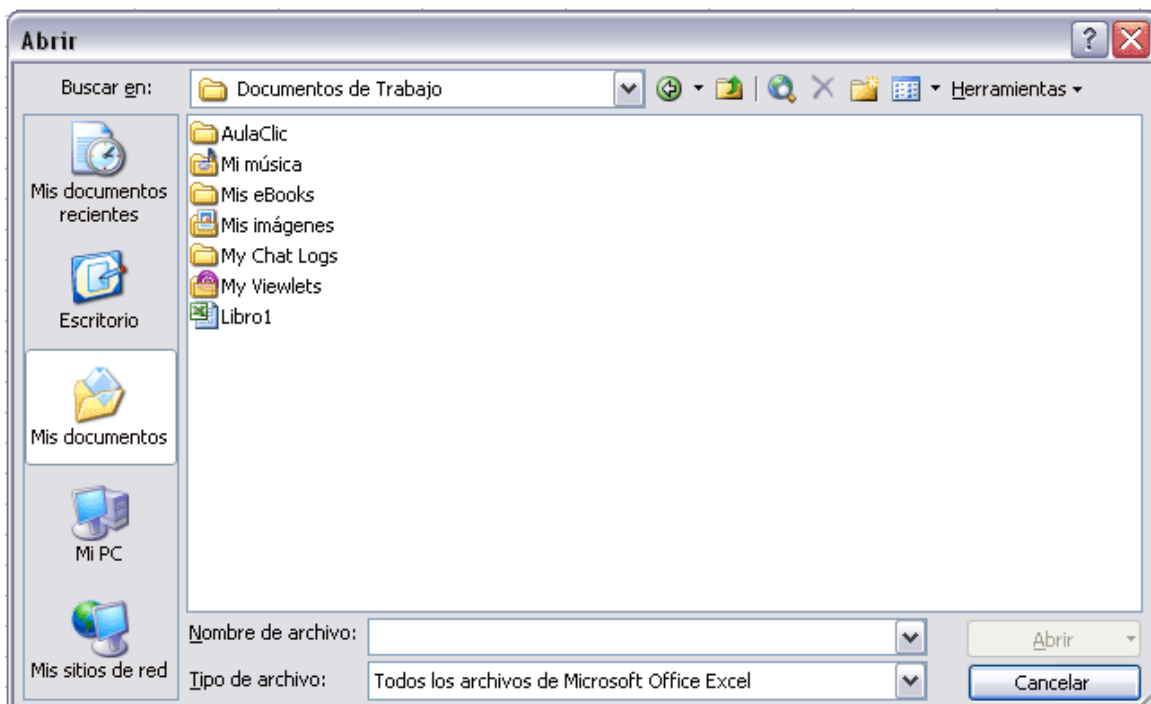 Abrir
Buscar en:
Documentos de Trabajo
Herramientas
Mis documentos
recientes
Escritorio
Mis documentos
Mi PC
Mis sitios de red
AulaClic
Mi música
Mis eBooks
Mis imágenes
My Chat Logs
My Viewlets
Libro1
Nombre de archivo:
Abrir
Tipo de archivo:
Todos los archivos de Microsoft Office Excel
Cancelar